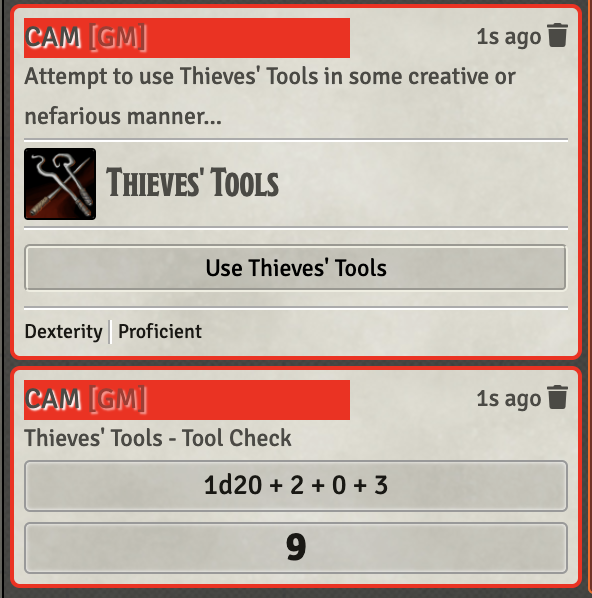 CAM [GM]
1s ago
Attempt to use Thieves' Tools in some creative or
nefarious manner...
Thieves' Tools
Use Thieves' Tools
Dexterity | Proficient
CAM [GM]
1s ago
Thieves' Tools - Tool Check
1d20 + 2 + 0 + 3
9